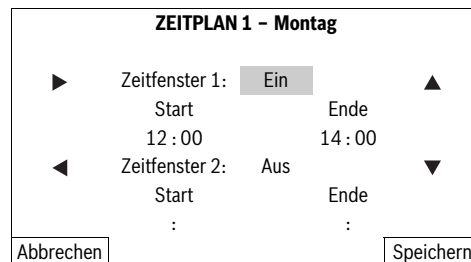 ZEITPLAN 1 – Montag
Zeitfenster 1: Ein
Start Ende
12:00 14:00
Zeitfenster 2: Aus
Start Ende
: :
Abbrechen Speichern